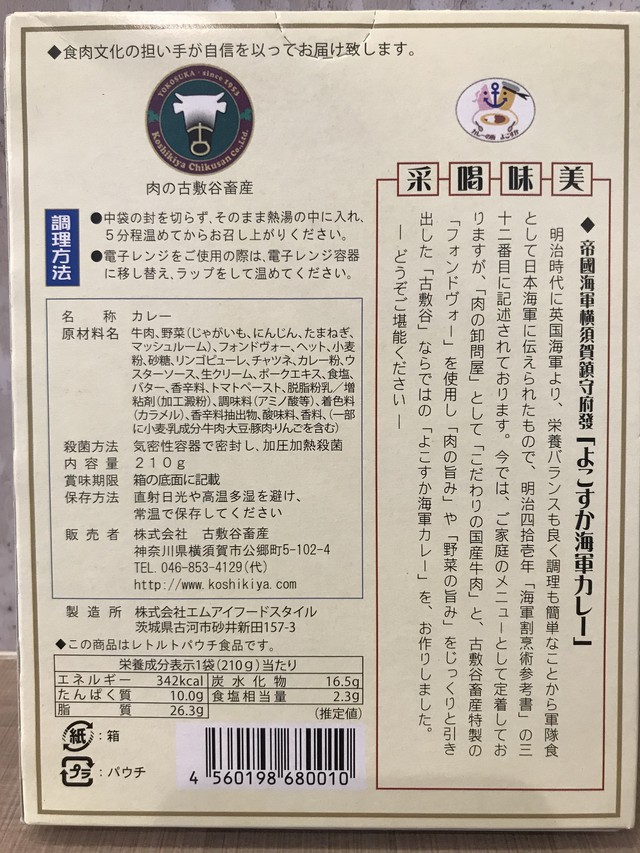 ◆食肉文化の担い手が自信を以ってお届け致します。
YOKOSUKA・since 1953
Koshikiya Chikusan Co.,Ltd.
肉の古敷谷畜産
カレーの街 よこすか
調理方法
●中袋の封を切らず、そのまま熱湯の中に入れ、
５分程温めてからお召し上がりください。
●電子レンジをご使用の際は、電子レンジ容器
に移し替え、ラップをして温めてください。
名　　称 カレー
原材料名 牛肉、野菜（じゃがいも、にんじん、たまねぎ、
マッシュルーム）、フォンドヴォー、ヘット、小麦
粉、砂糖、リンゴピューレ、チャツネ、カレー粉、ウ
スターソース、生クリーム、ポークエキス、食塩、
バター、香辛料、トマトペースト、脱脂粉乳／増
粘剤（加工澱粉）、調味料（アミノ酸等）、着色料
（カラメル）、香辛料抽出物、酸味料、香料、（一部
に小麦・乳成分・牛肉・大豆・豚肉・りんごを含む）
殺菌方法 気密性容器で密封し、加圧加熱殺菌
内 容 量 ２１０ｇ
賞味期限 箱の底面に記載
保存方法 直射日光や高温多湿を避け、
常温で保存してください
販 売 者 株式会社　古敷谷畜産
神奈川県横須賀市公郷町5-102-4
TEL 046-853-4129（代）
http://www.koshikiya.com
製 造 所 株式会社エムアイフードスタイル
茨城県古河市砂井新田157-3
◆この商品はレトルトパウチ食品です。
栄養成分表示1袋（210ｇ）当たり
エネルギー 342kcal 炭水化物 16.5g
たんぱく質 10.0g 食塩相当量 2.3g
脂　　質 26.3g （推定値）
紙：箱
プラ：パウチ
4 560198 680010
美味喝采
◆帝國海軍横須賀鎮守府發「よこすか海軍カレー」
明治時代に英国海軍より、栄養バランスも良く調理も簡単なことから軍隊食
として日本海軍に伝えられたもので、明治四拾壱年「海軍割烹術参考書」の三
十二番目に記述されております。今では、ご家庭のメニューとして定着してお
りますが、「肉の卸問屋」として「こだわりの国産牛肉」と、古敷谷畜産特製の
「フォンドヴォー」を使用し「肉の旨み」や「野菜の旨み」をじっくりと引き
出した「古敷谷」ならではの「よこすか海軍カレー」を、お作りしました。
― どうぞご堪能ください ―